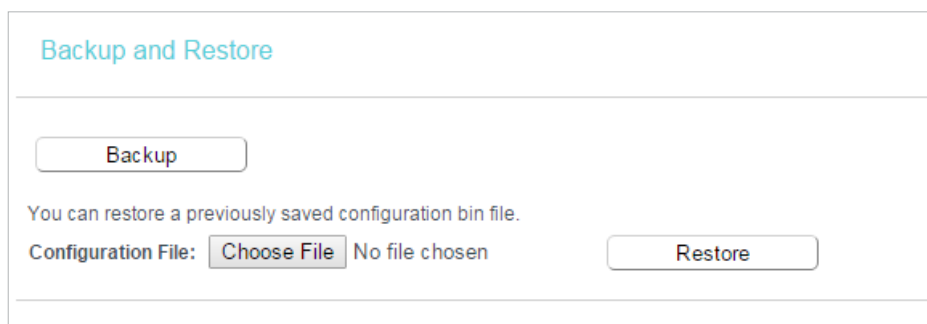 Backup and Restore
Backup
You can restore a previously saved configuration bin file.
Configuration File: Choose File No file chosen Restore